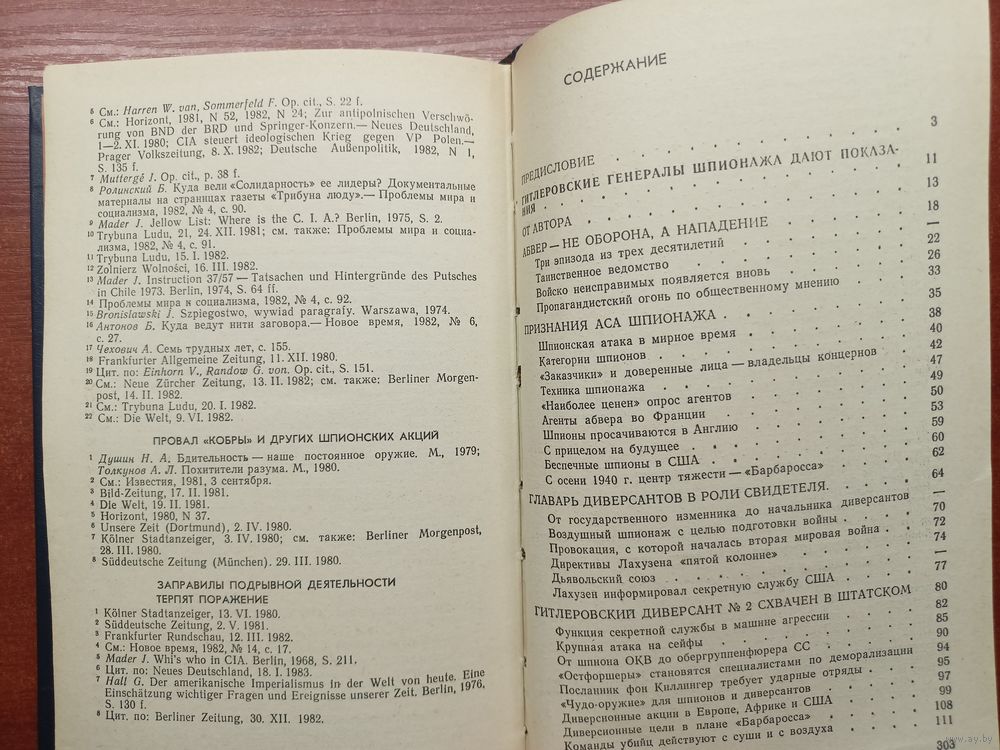 ⁵ См.: Harren W. van, Sommerfeld F. Op. cit., S. 22 f.
⁶ См.: Horizont, 1981, N 52, 1982, N 24; Zur antipolnischen Verschwö-
rung von BND der BRD und Springer-Konzern.— Neues Deutschland,
1—2. XI. 1980; CIA steuert ideologischen Krieg gegen VP Polen.—
Prager Volkszeitung, 8. X. 1982; Deutsche Außenpolitik, 1982, N 1,
S. 135 f.
⁷ Muttergé J. Op. cit., p. 38 f.
⁸ Ролинский Б. Куда вели «Солидарность» ее лидеры? Документальные
материалы на страницах газеты «Трибуна люду».— Проблемы мира и
социализма, 1982, № 4, с. 90.
⁹ Mader J. Jellow List: Where is the C. I. A.? Berlin, 1975, S. 2.
¹⁰ Trybuna Ludu, 21, 24. XII. 1981; см. также: Проблемы мира и социа-
лизма, 1982, № 4, с. 91.
¹¹ Trybuna Ludu, 15. I. 1982.
¹² Zolnierz Wolności, 16. III. 1982.
¹³ Mader J. Instruction 37/57 — Tatsachen und Hintergründe des Putsches
in Chile 1973. Berlin, 1974, S. 64 ff.
¹⁴ Проблемы мира и социализма, 1982, № 4, с. 92.
¹⁵ Bronislawski J. Szpiegostwo, wywiad paragrafy. Warszawa, 1974.
¹⁶ Антонов Б. Куда ведут нити заговора.— Новое время, 1982, № 6,
с. 27.
¹⁷ Чехович А. Семь трудных лет, с. 155.
¹⁸ Frankfurter Allgemeine Zeitung, 11. XII. 1980.
¹⁹ Цит. по: Einhorn V., Randow G. von. Op. cit., S. 151.
²⁰ См.: Neue Zürcher Zeitung, 13. II. 1982; см. также: Berliner Morgen-
post, 14. II. 1982.
²¹ См.: Trybuna Ludu, 20. I. 1982.
²² См.: Die Welt, 9. VI. 1982.
ПРОВАЛ «КОБРЫ» И ДРУГИХ ШПИОНСКИХ АКЦИЙ
¹ Душин Н. А. Бдительность — наше постоянное оружие. М., 1979;
Толкунов А. Л. Похитители разума. М., 1980.
² См.: Известия, 1981, 3 сентября.
³ Bild-Zeitung, 17. II. 1981.
⁴ Die Welt, 19. II. 1981.
⁵ Horizont, 1980, N 37.
⁶ Unsere Zeit (Dortmund), 2. IV. 1980.
⁷ Kölner Stadtanzeiger, 3. IV. 1980; см. также: Berliner Morgenpost,
28. III. 1980.
⁸ Süddeutsche Zeitung (München). 29. III. 1980.
ЗАПРАВИЛЫ ПОДРЫВНОЙ ДЕЯТЕЛЬНОСТИ
ТЕРПЯТ ПОРАЖЕНИЕ
¹ Kölner Stadtanzeiger, 13. VI. 1980.
² Süddeutsche Zeitung, 2. V. 1981.
³ Frankfurter Rundschau, 12. III. 1982.
⁴ См.: Новое время, 1982, № 14, с. 17.
⁵ Mader J. Whi's who in CIA. Berlin, 1968, S. 211.
⁶ Цит. по: Neues Deutschland, 18. I. 1983.
⁷ Hall G. Der amerikanische Imperialismus in der Welt von heute. Eine
Einschätzung wichtiger Fragen und Ereignisse unserer Zeit. Berlin, 1976,
S. 130 f.
⁸ Цит. по: Berliner Zeitung, 30. XII. 1982.
СОДЕРЖАНИЕ
ПРЕДИСЛОВИЕ 3
ГИТЛЕРОВСКИЕ ГЕНЕРАЛЫ ШПИОНАЖА ДАЮТ ПОКАЗА-
НИЯ 11
ОТ АВТОРА 13
АБВЕР — НЕ ОБОРОНА, А НАПАДЕНИЕ 18
Три эпизода из трех десятилетий —
Таинственное ведомство 22
Войско неисправимых появляется вновь 26
Пропагандистский огонь по общественному мнению 33
ПРИЗНАНИЯ АСА ШПИОНАЖА 35
Шпионская атака в мирное время 38
Категории шпионов 40
«Заказчики» и доверенные лица — владельцы концернов 42
Техника шпионажа 47
«Наиболее ценен» опрос агентов 49
Агенты абвера во Франции 50
Шпионы просачиваются в Англию 53
С прицелом на будущее 59
Беспечные шпионы в США 60
С осени 1940 г. центр тяжести — «Барбаросса» 62
ГЛАВАРЬ ДИВЕРСАНТОВ В РОЛИ СВИДЕТЕЛЯ. 64
От государственного изменника до начальника диверсантов —
Воздушный шпионаж с целью подготовки войны 70
Провокация, с которой началась вторая мировая война 72
Директивы Лахузена «пятой колонне» 74
Дьявольский союз —
Лахузен информировал секретную службу США 77
ГИТЛЕРОВСКИЙ ДИВЕРСАНТ № 2 СХВАЧЕН В ШТАТСКОМ 80
Функция секретной службы в машине агрессии 82
Крупная атака на сейфы 85
От шпиона ОКВ до обергруппенфюрера СС 90
«Остфоршеры» становятся специалистами по деморализации 94
Посланник фон Киллингер требует ударные отряды 95
«Чудо-оружие» для шпионов и диверсантов 97
Диверсионные акции в Европе, Африке и США 99
Диверсионные цели в плане «Барбаросса» 108
Команды убийц действуют с суши и с воздуха 111
303
www.ay.by